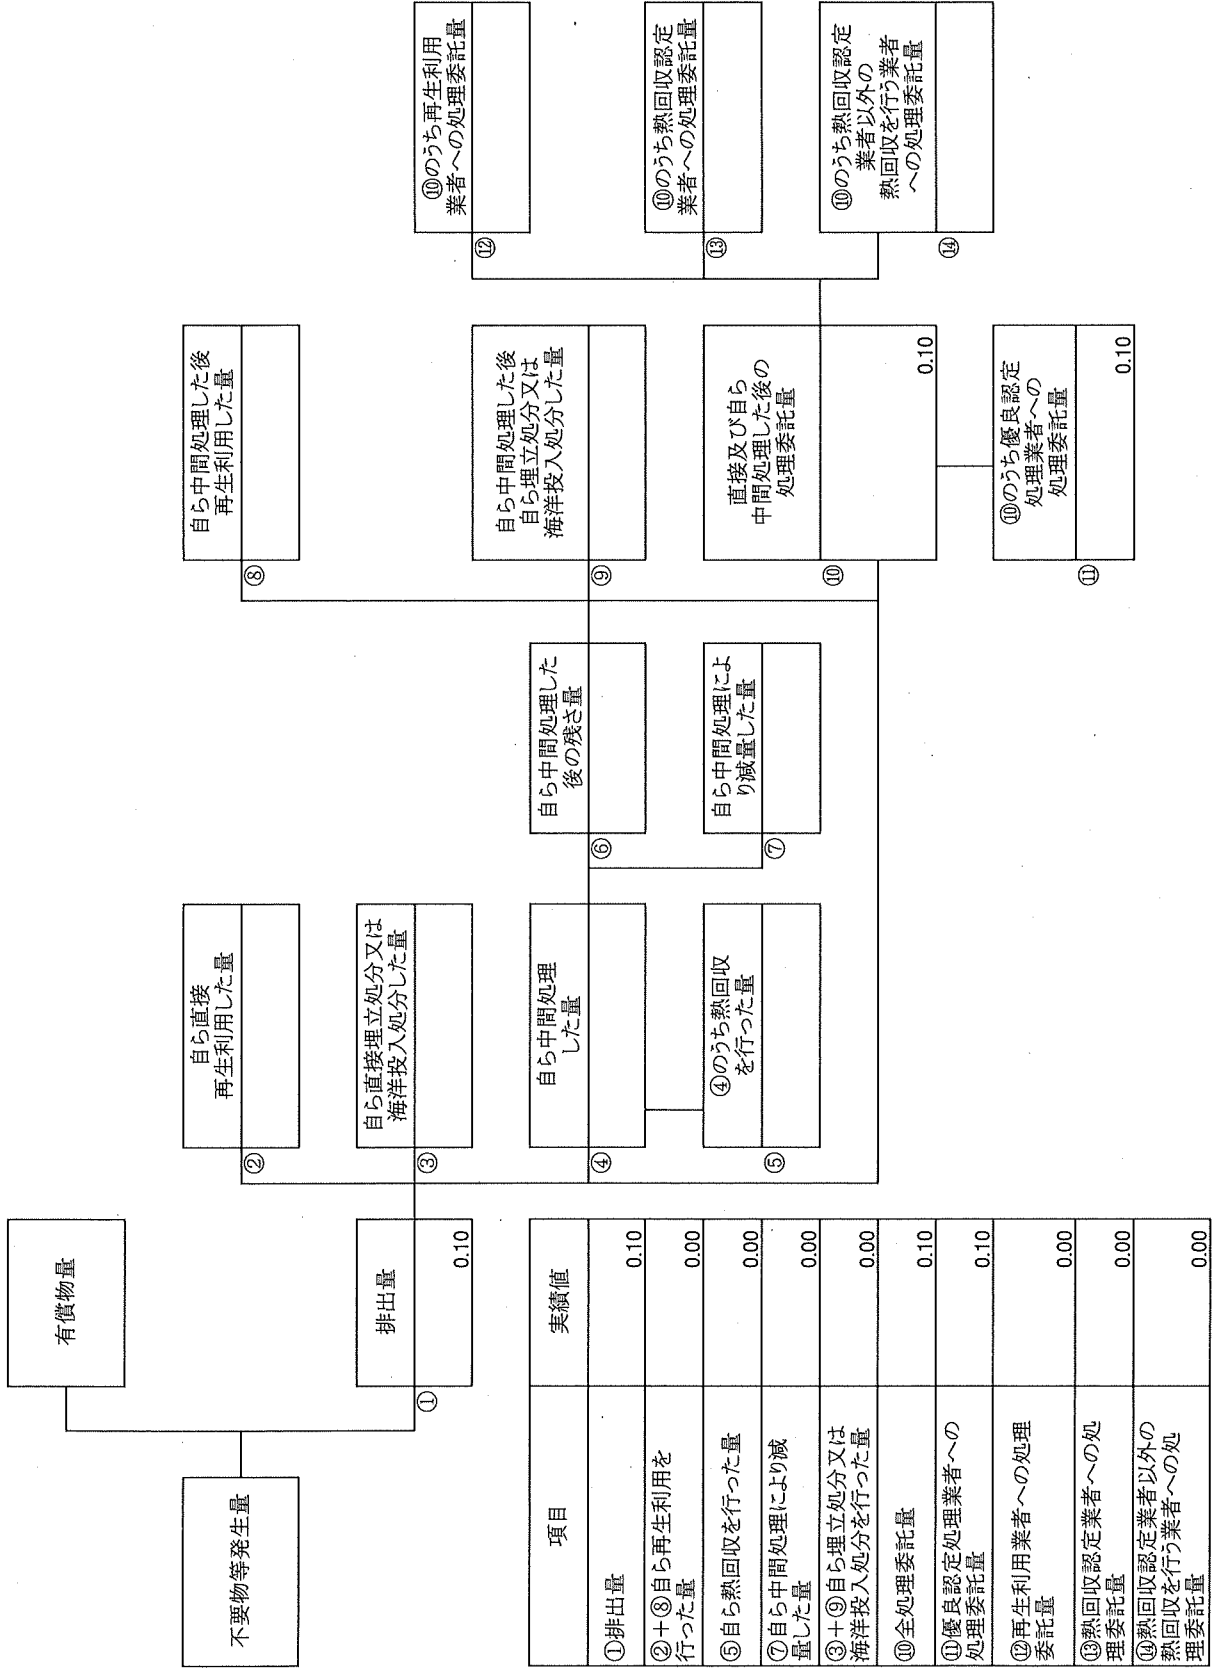 不要物等発生量
有償物量
排出量
①
0.10
自ら直接
再生利用した量
②
自ら直接埋立処分又は
海洋投入処分した量
③
自ら中間処理
した量
④
④のうち熱回収
を行った量
⑤
自ら中間処理した
後の残さ量
⑥
自ら中間処理によ
り減量した量
⑦
自ら中間処理した後
再生利用した量
⑧
自ら中間処理した後
自ら埋立処分又は
海洋投入処分した量
⑨
直接及び自ら
中間処理した後の
処理委託量
⑩
0.10
⑩のうち優良認定
処理業者への
処理委託量
⑪
0.10
⑩のうち再生利用
業者への処理委託量
⑫
⑩のうち熱回収認定
業者への処理委託量
⑬
⑩のうち熱回収認定
業者以外の
熱回収を行う業者
への処理委託量
⑭
項目 実績値
①排出量 0.10
②+⑧自ら再生利用を
行った量 0.00
⑤自ら熱回収を行った量 0.00
⑦自ら中間処理により減
量した量 0.00
③+⑨自ら埋立処分又は
海洋投入処分を行った量 0.00
⑩全処理委託量 0.10
⑪優良認定処理業者への
処理委託量 0.10
⑫再生利用業者への処理
委託量 0.00
⑬熱回収認定業者への処
理委託量 0.00
⑭熱回収認定業者以外の
熱回収を行う業者への処
理委託量 0.00